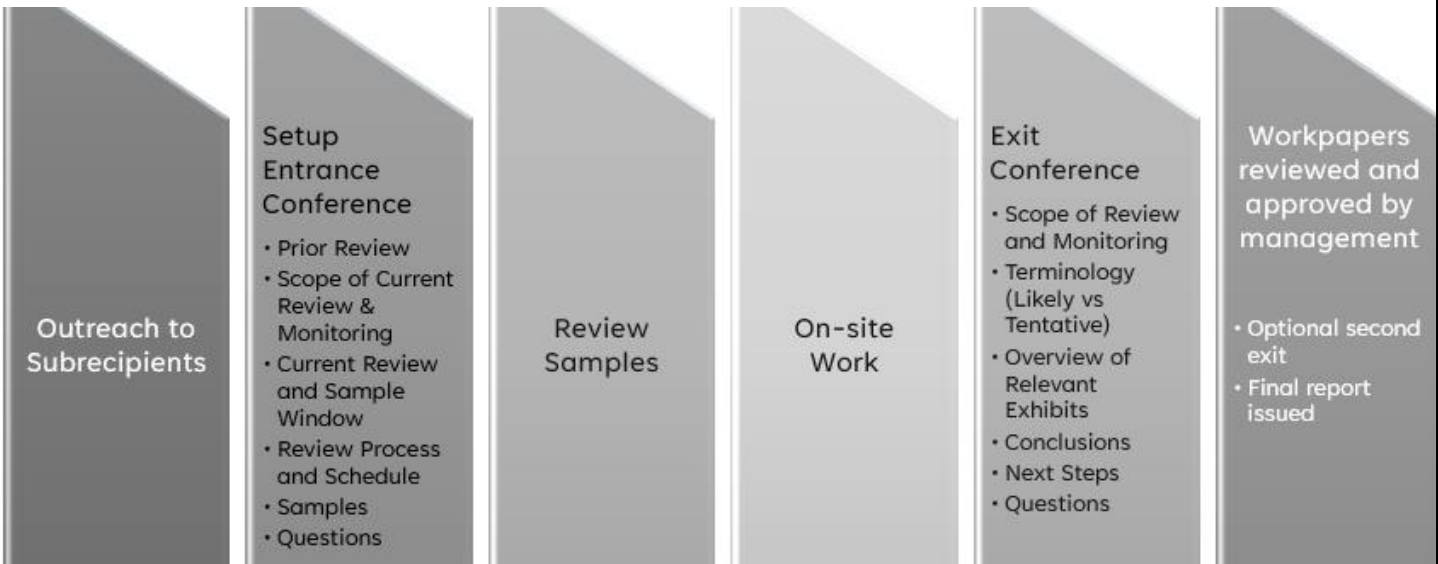 Outreach to
Subrecipients
Setup
Entrance
Conference
• Prior Review
• Scope of Current
Review &
Monitoring
• Current Review
and Sample
Window
• Review Process
and Schedule
• Samples
• Questions
Review
Samples
On-site
Work
Exit
Conference
• Scope of Review
and Monitoring
• Terminology
(Likely vs
Tentative)
• Overview of
Relevant
Exhibits
• Conclusions
• Next Steps
• Questions
Workpapers
reviewed and
approved by
management
• Optional second
exit
• Final report
issued